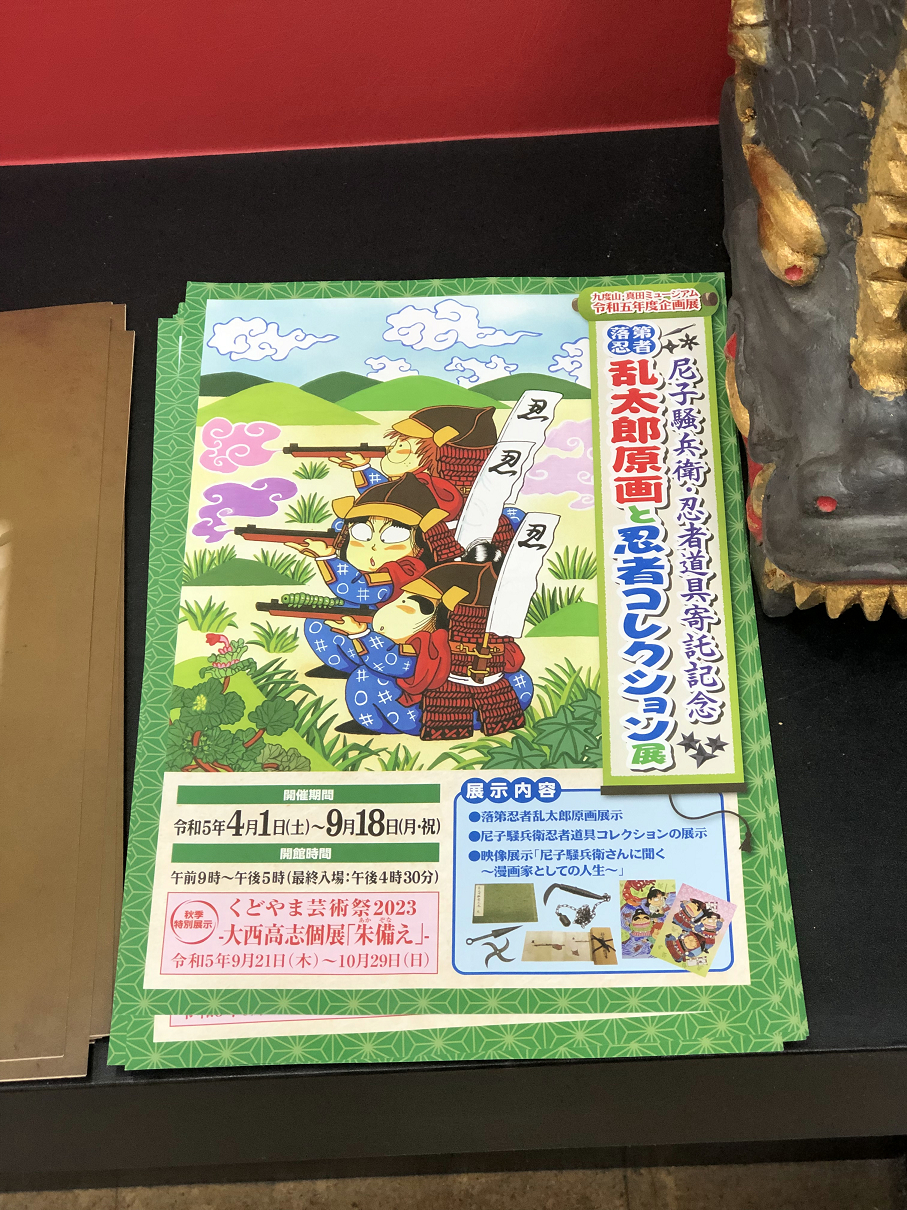 九度山・真田ミュージアム
令和五年度企画展
尼子騒兵衛・忍者道具寄託記念
落第忍者
乱太郎原画と忍者コレクション展
忍
忍
忍
開催期間
令和5年4月1日(土)~9月18日(月・祝)
開館時間
午前9時~午後5時(最終入場:午後4時30分)
秋季
特別展示
くどやま芸術祭2023
あか ぞな
-大西高志個展「朱備え」-
令和5年9月21日(木)~10月29日(日)
展示内容
●落第忍者乱太郎原画展示
●尼子騒兵衛忍者道具コレクションの展示
●映像展示「尼子騒兵衛さんに聞く
~漫画家としての人生~」